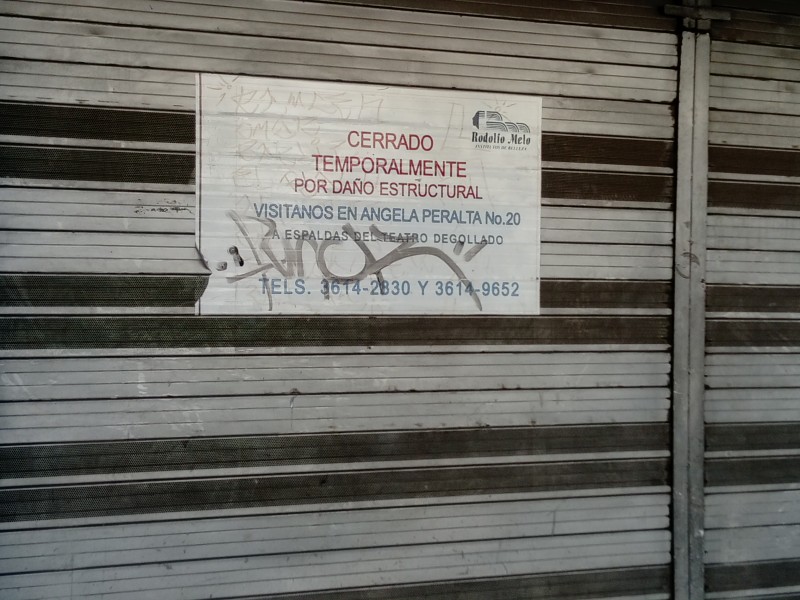 Rodolfo Melo
CERRADO
TEMPORALMENTE
POR DAÑO ESTRUCTURAL
VISITANOS EN ANGELA PERALTA No.20
A ESPALDAS DEL TEATRO DEGOLLADO
TELS. 3614-2830 Y 3614-9652